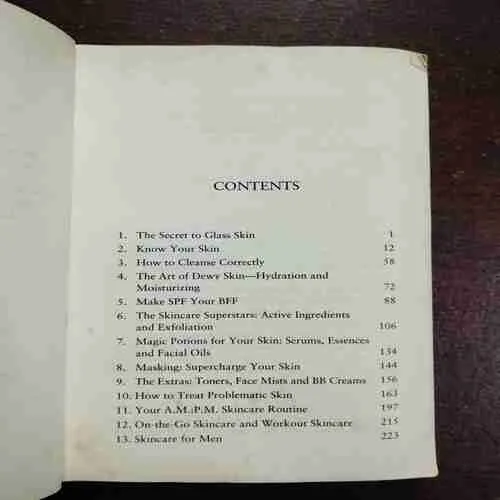 CONTENTS
1. The Secret to Glass Skin 1
2. Know Your Skin 12
3. How to Cleanse Correctly 58
4. The Art of Dewy Skin—Hydration and
Moisturizing 72
5. Make SPF Your BFF 88
6. The Skincare Superstars: Active Ingredients
and Exfoliation 106
7. Magic Potions for Your Skin: Serums, Essences
and Facial Oils 134
8. Masking: Supercharge Your Skin 144
9. The Extras: Toners, Face Mists and BB Creams 156
10. How to Treat Problematic Skin 163
11. Your A.M.:P.M. Skincare Routine 197
12. On-the-Go Skincare and Workout Skincare 215
13. Skincare for Men 223